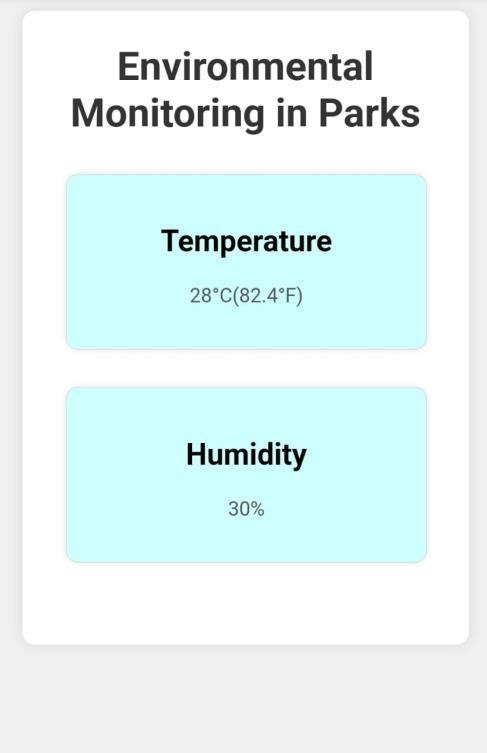 Environmental
Monitoring in Parks
Temperature
28°C(82.4°F)
Humidity
30%